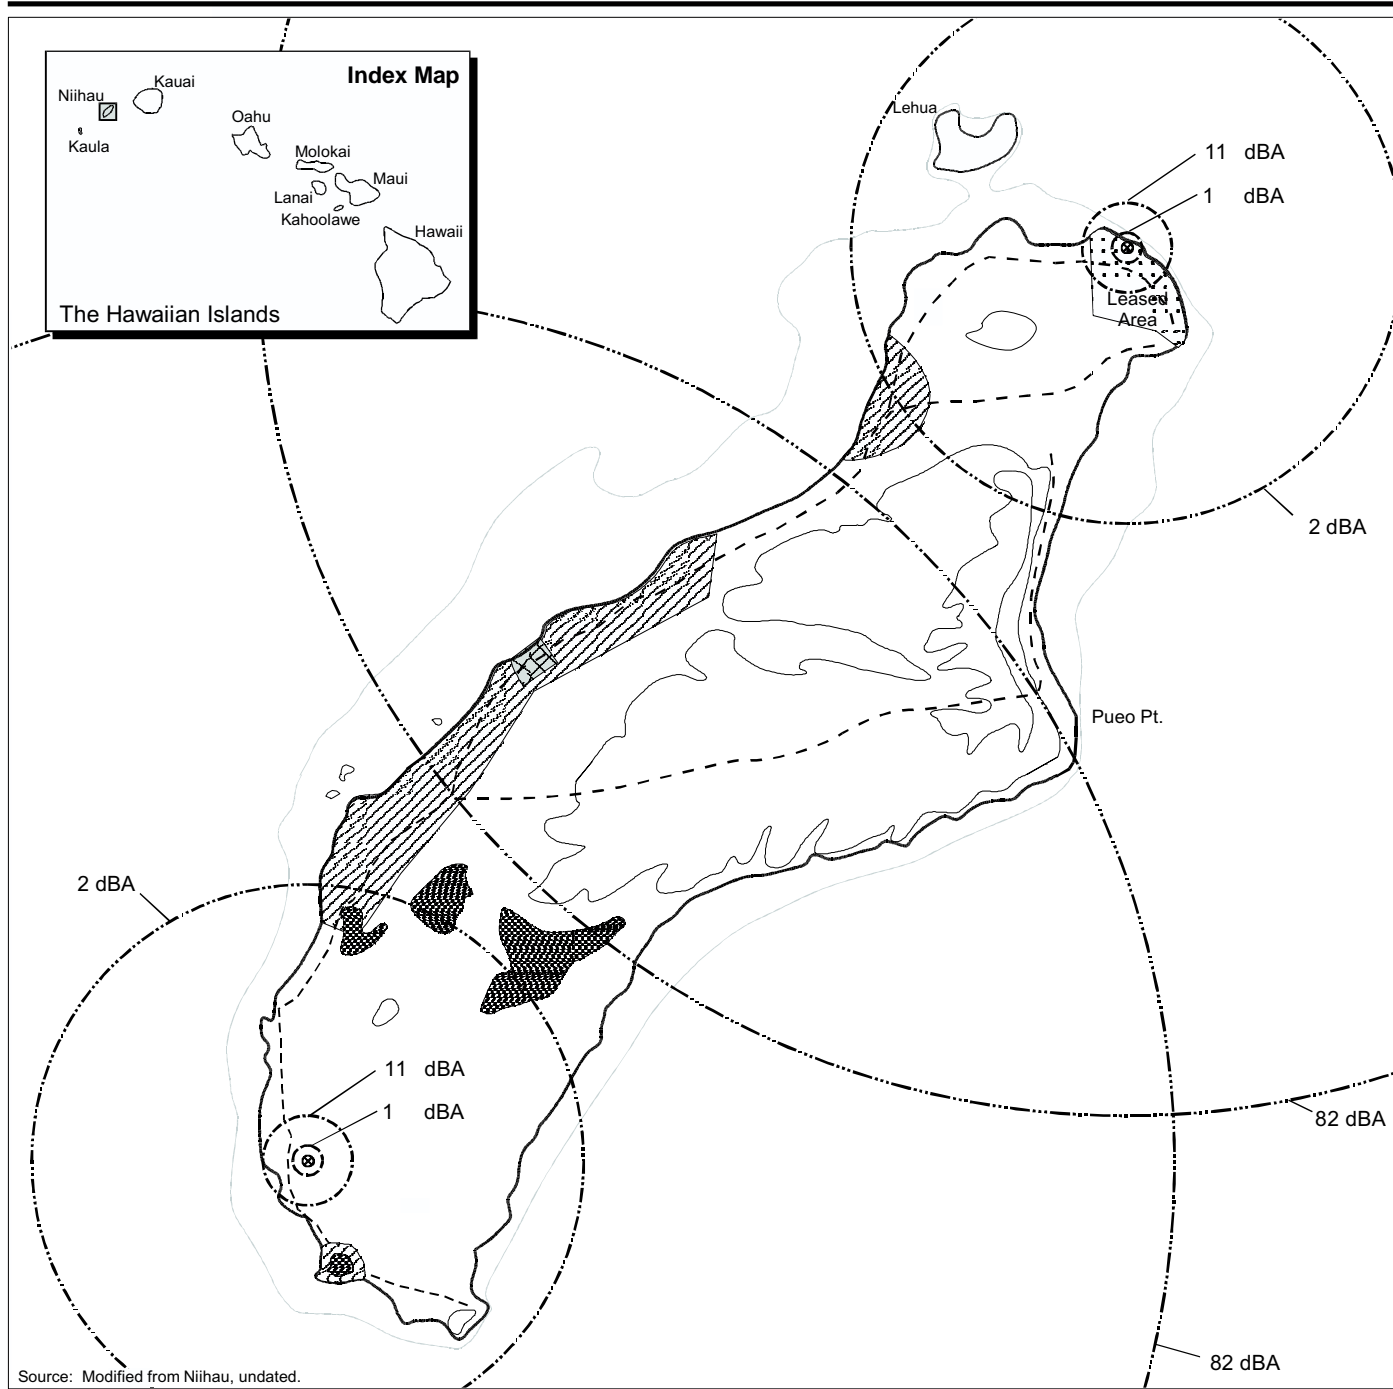 Index Map
Niihau
Kauai
Kaula
Oahu
Molokai
Lanai
Maui
Kahoolawe
Hawaii
The Hawaiian Islands
Lehua
11 dBA
1 dBA
Leased
Area
2 dBA
Pueo Pt.
2 dBA
11 dBA
1 dBA
82 dBA
82 dBA
Source: Modified from Niihau, undated.